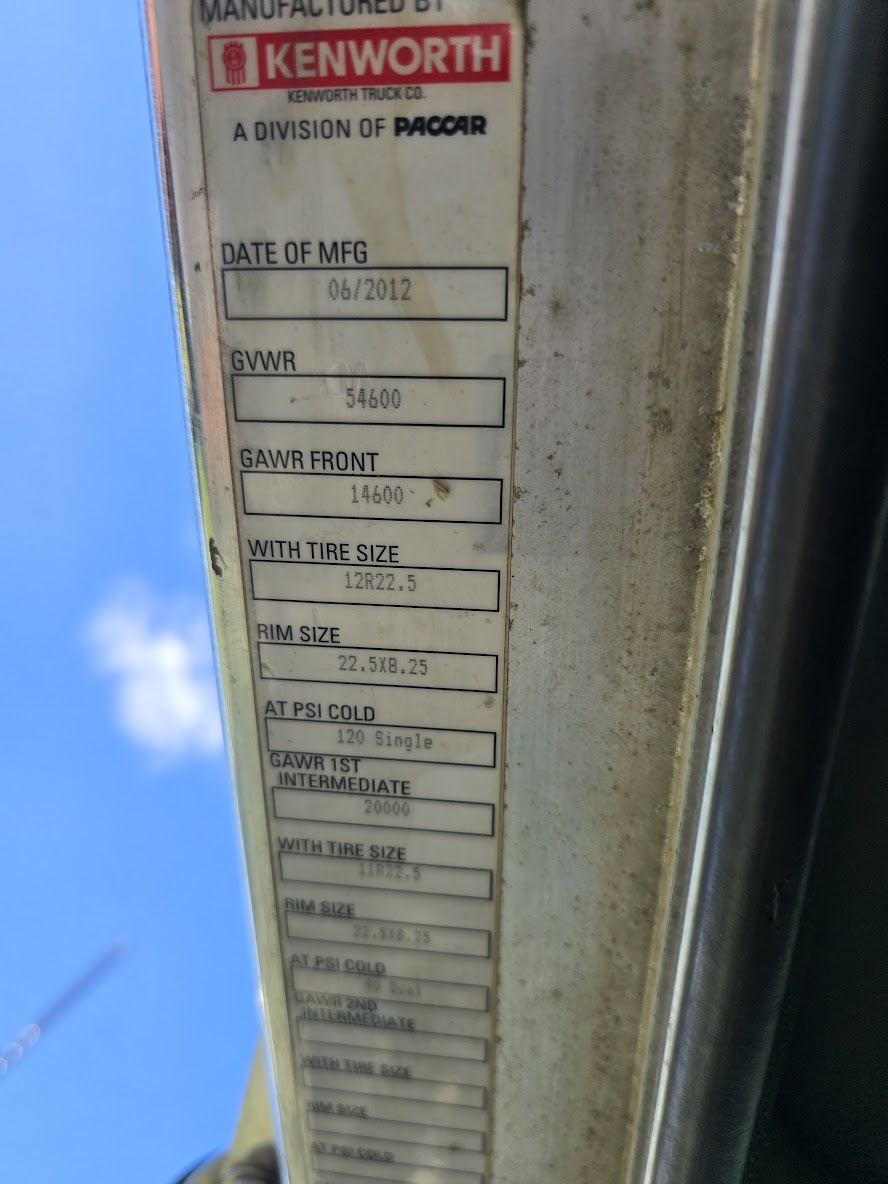 MANUFACTURED BY
KENWORTH
KENWORTH TRUCK CO.
A DIVISION OF PACCAR
DATE OF MFG
06/2012
GVWR
54600
GAWR FRONT
14600
WITH TIRE SIZE
12R22.5
RIM SIZE
22.5X8.25
AT PSI COLD
120 Single
GAWR 1ST
INTERMEDIATE
20000
WITH TIRE SIZE
11R22.5
RIM SIZE
22.5X8.25
AT PSI COLD
90 Dual
GAWR 2ND
INTERMEDIATE
WITH TIRE SIZE
RIM SIZE
AT PSI COLD